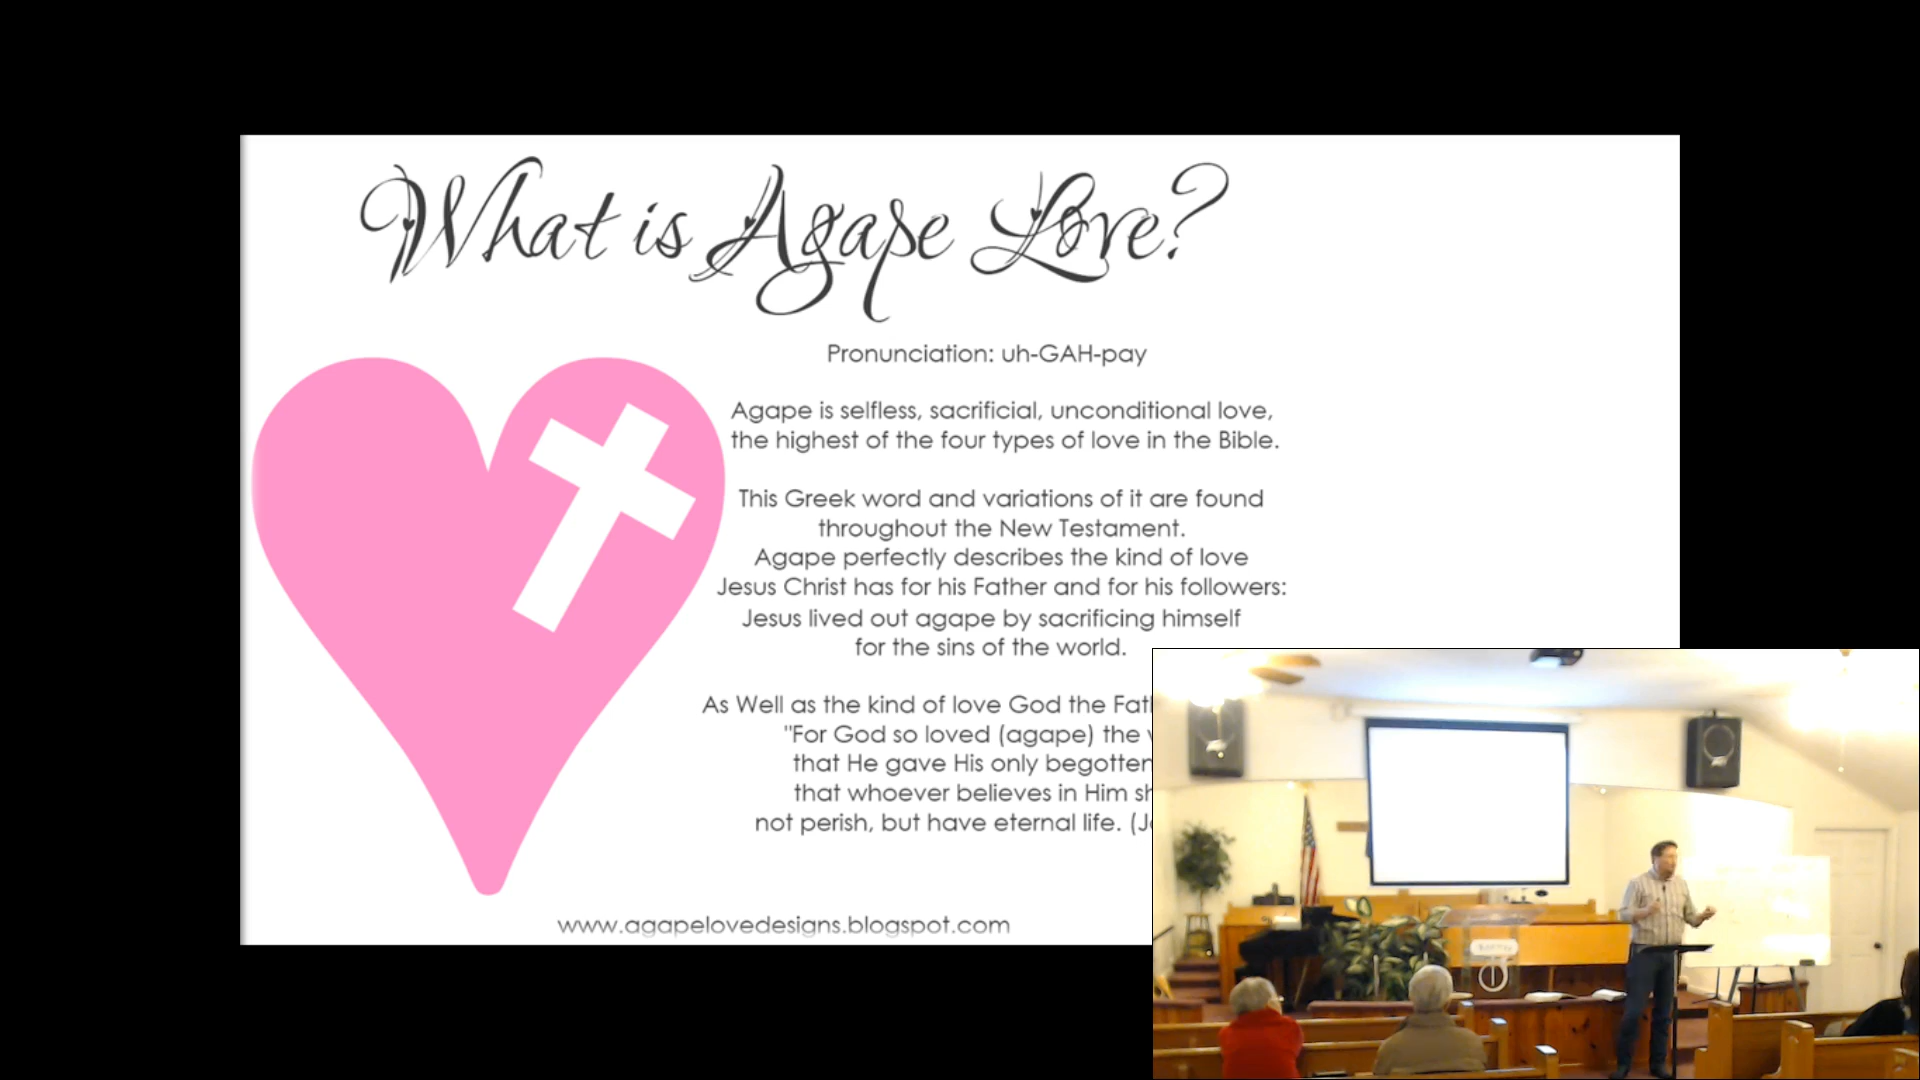 What is Agape Love?
Pronunciation: uh-GAH-pay
Agape is selfless, sacrificial, unconditional love,
the highest of the four types of love in the Bible.
This Greek word and variations of it are found
throughout the New Testament.
Agape perfectly describes the kind of love
Jesus Christ has for his Father and for his followers:
Jesus lived out agape by sacrificing himself
for the sins of the world.
As Well as the kind of love God the
"For God so loved (agape) the
that He gave His only begotten
that whoever believes in Him
not perish, but have eternal life.
www.agapelovedesigns.blogspot.com